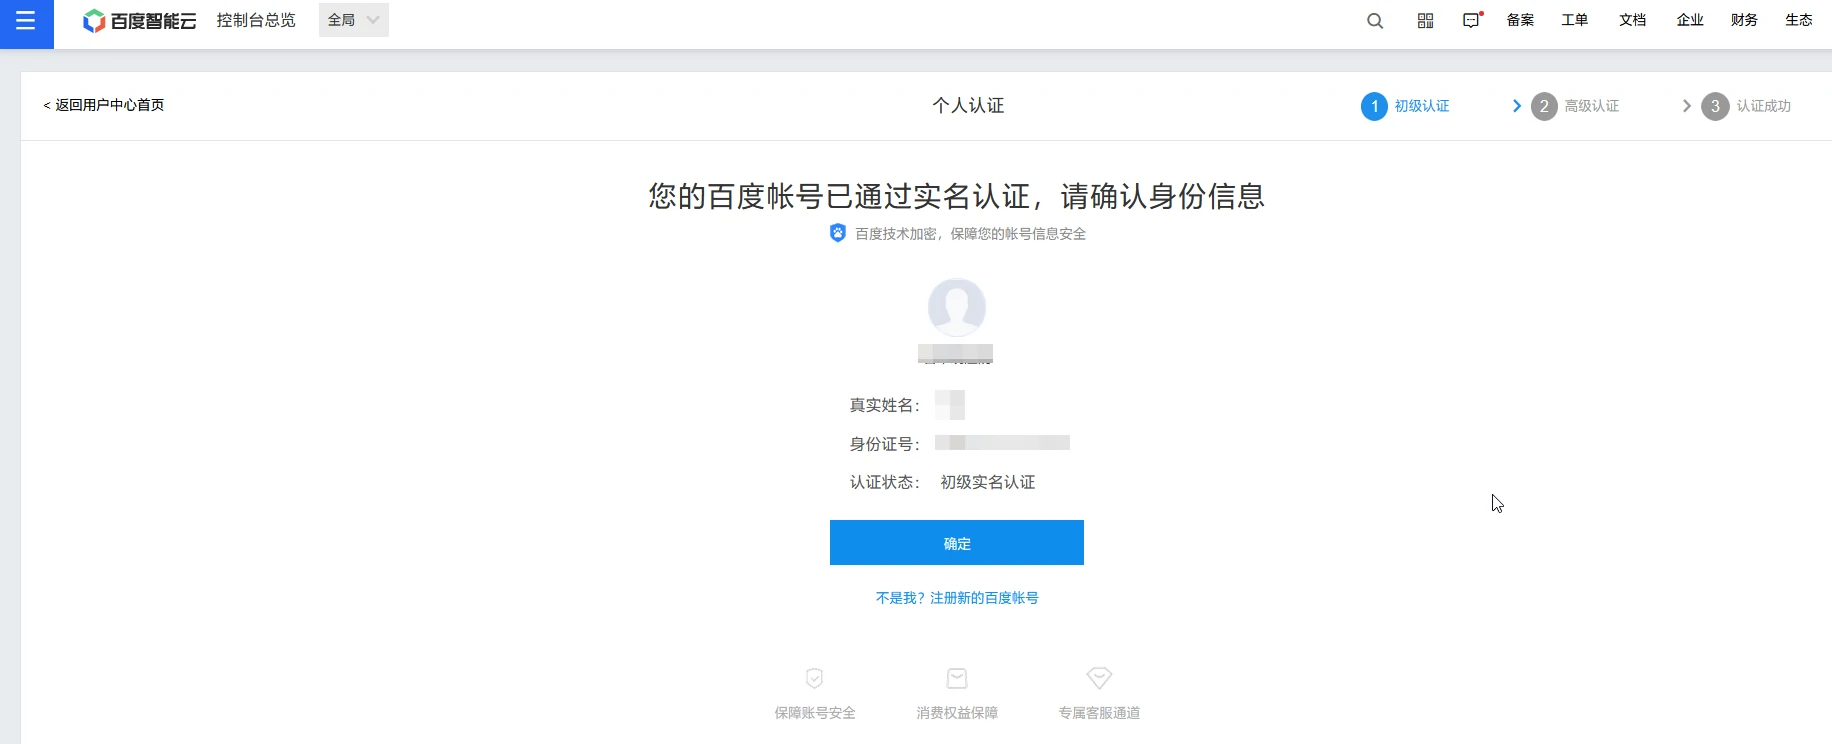 百度智能云 控制台总览 全局 备案 工单 文档 企业 财务 生态
< 返回用户中心首页 个人认证 1 初级认证 2 高级认证 3 认证成功
您的百度帐号已通过实名认证，请确认身份信息
百度技术加密，保障您的帐号信息安全
真实姓名：
身份证号：
认证状态： 初级实名认证
确定
不是我？注册新的百度帐号
保障账号安全 消费权益保障 专属客服通道